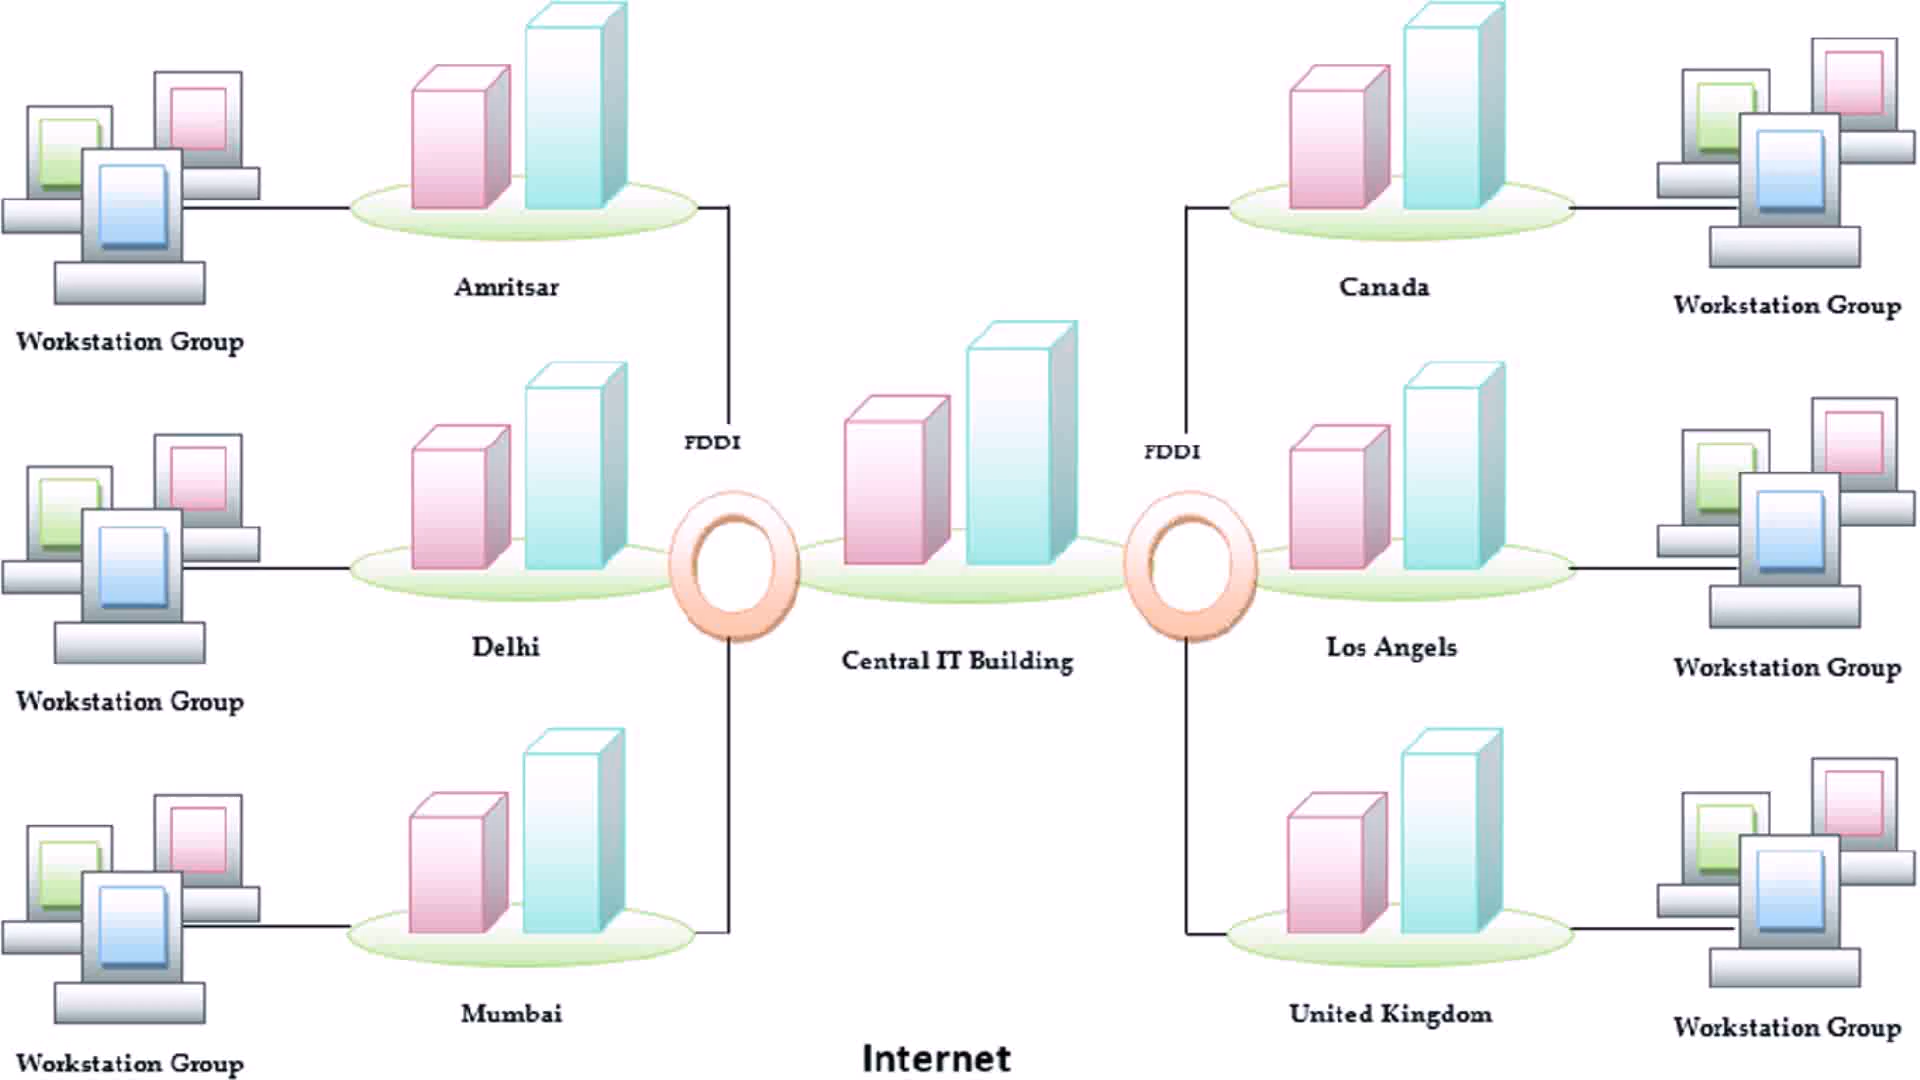 Amritsar
Canada
Workstation Group
Workstation Group
FDDI
FDDI
Delhi
Central IT Building
Los Angels
Workstation Group
Workstation Group
Mumbai
United Kingdom
Workstation Group
Internet
Workstation Group